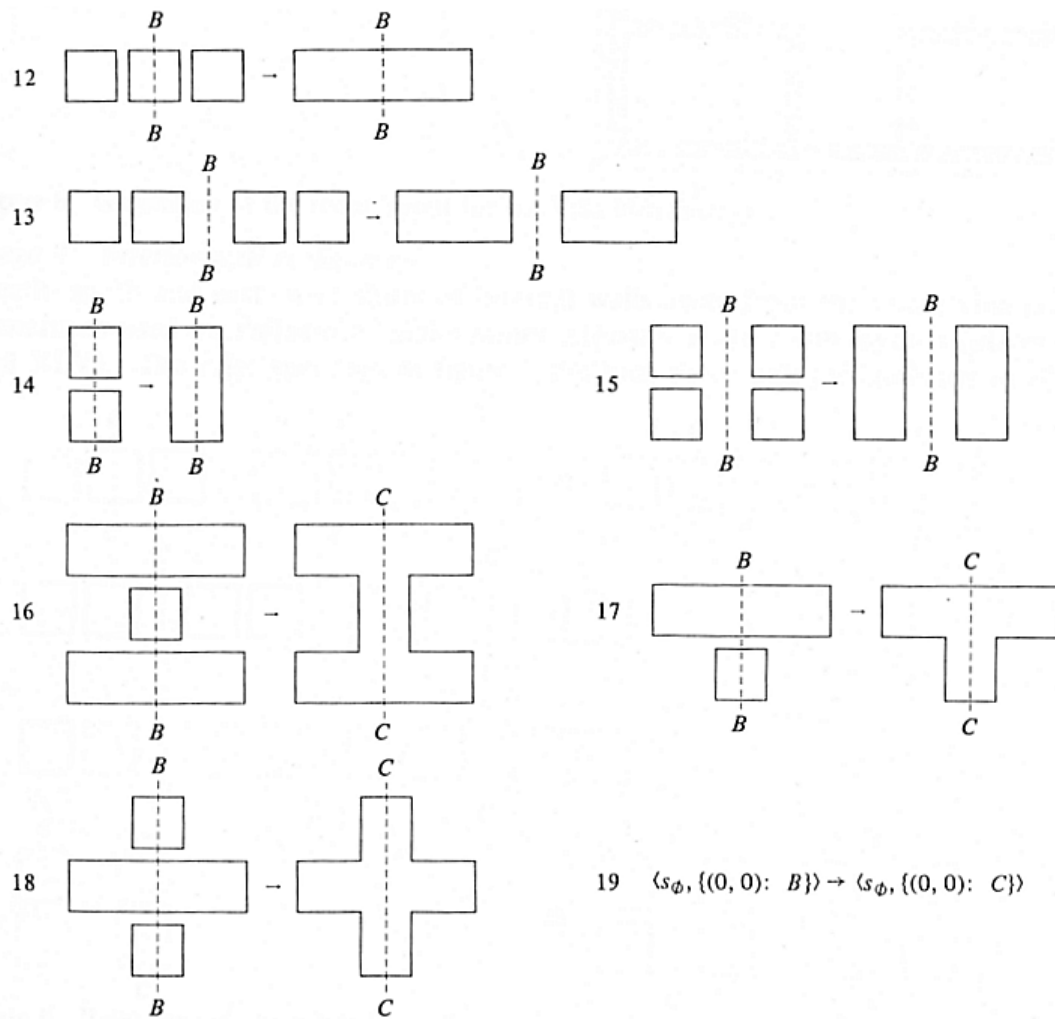 B B
12 →
B B
B B
13 →
B B
B B B B
14 → 15 →
B B B B
B C
16 →
B C
B C
17 →
B C
B C
18 →
B C
19 ⟨s_Φ, {(0, 0): B}⟩ → ⟨s_Φ, {(0, 0): C}⟩